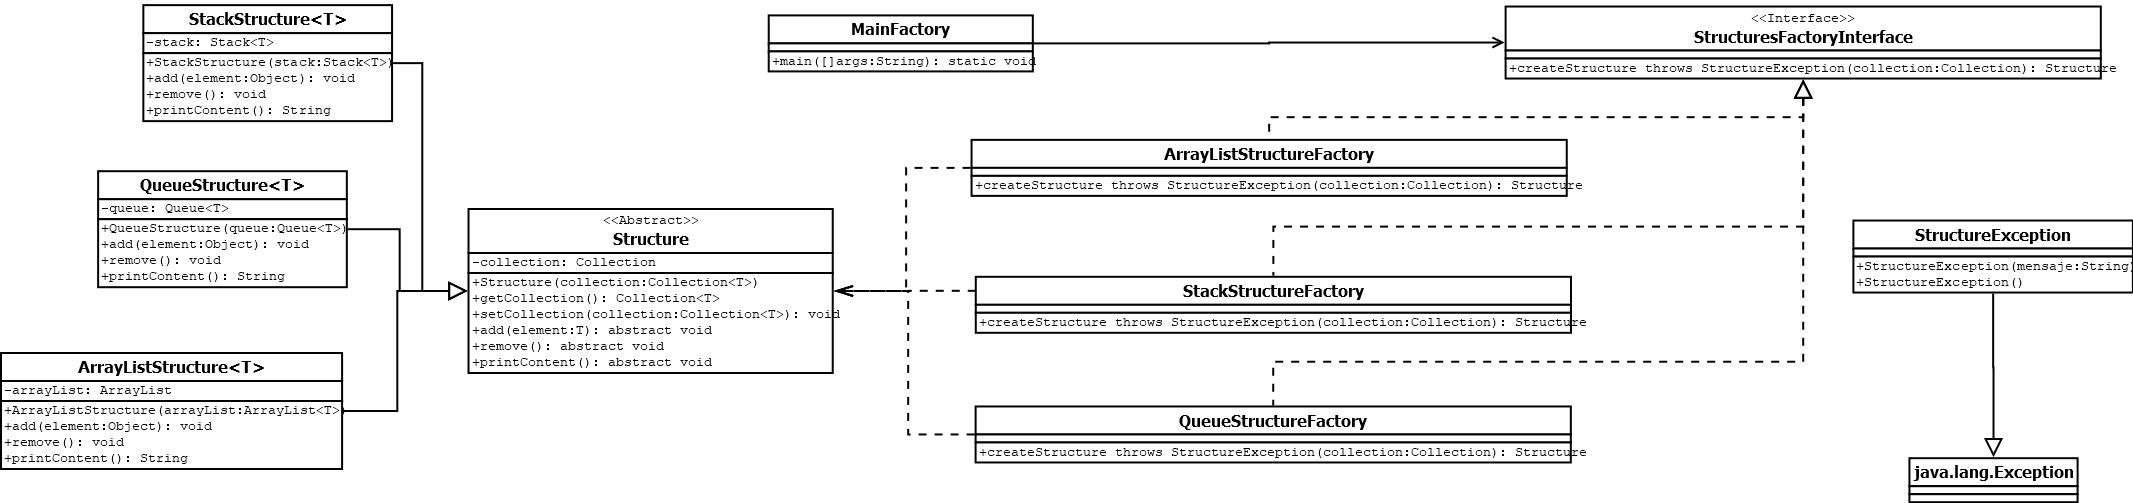 StackStructure<T>
-stack: Stack<T>
+StackStructure(stack:Stack<T>)
+add(element:Object): void
+remove(): void
+printContent(): String
MainFactory
+main([]args:String): static void
<<Interface>>
StructuresFactoryInterface
+createStructure throws StructureException(collection:Collection): Structure
ArrayListStructureFactory
+createStructure throws StructureException(collection:Collection): Structure
QueueStructure<T>
-queue: Queue<T>
+QueueStructure(queue:Queue<T>)
+add(element:Object): void
+remove(): void
+printContent(): String
<<Abstract>>
Structure
-collection: Collection
+Structure(collection:Collection<T>)
+getCollection(): Collection<T>
+setCollection(collection:Collection<T>): void
+add(element:T): abstract void
+remove(): abstract void
+printContent(): abstract void
StructureException
+StructureException(mensaje:String)
+StructureException()
StackStructureFactory
+createStructure throws StructureException(collection:Collection): Structure
ArrayListStructure<T>
-arrayList: ArrayList
+ArrayListStructure(arrayList:ArrayList<T>)
+add(element:Object): void
+remove(): void
+printContent(): String
QueueStructureFactory
+createStructure throws StructureException(collection:Collection): Structure
java.lang.Exception